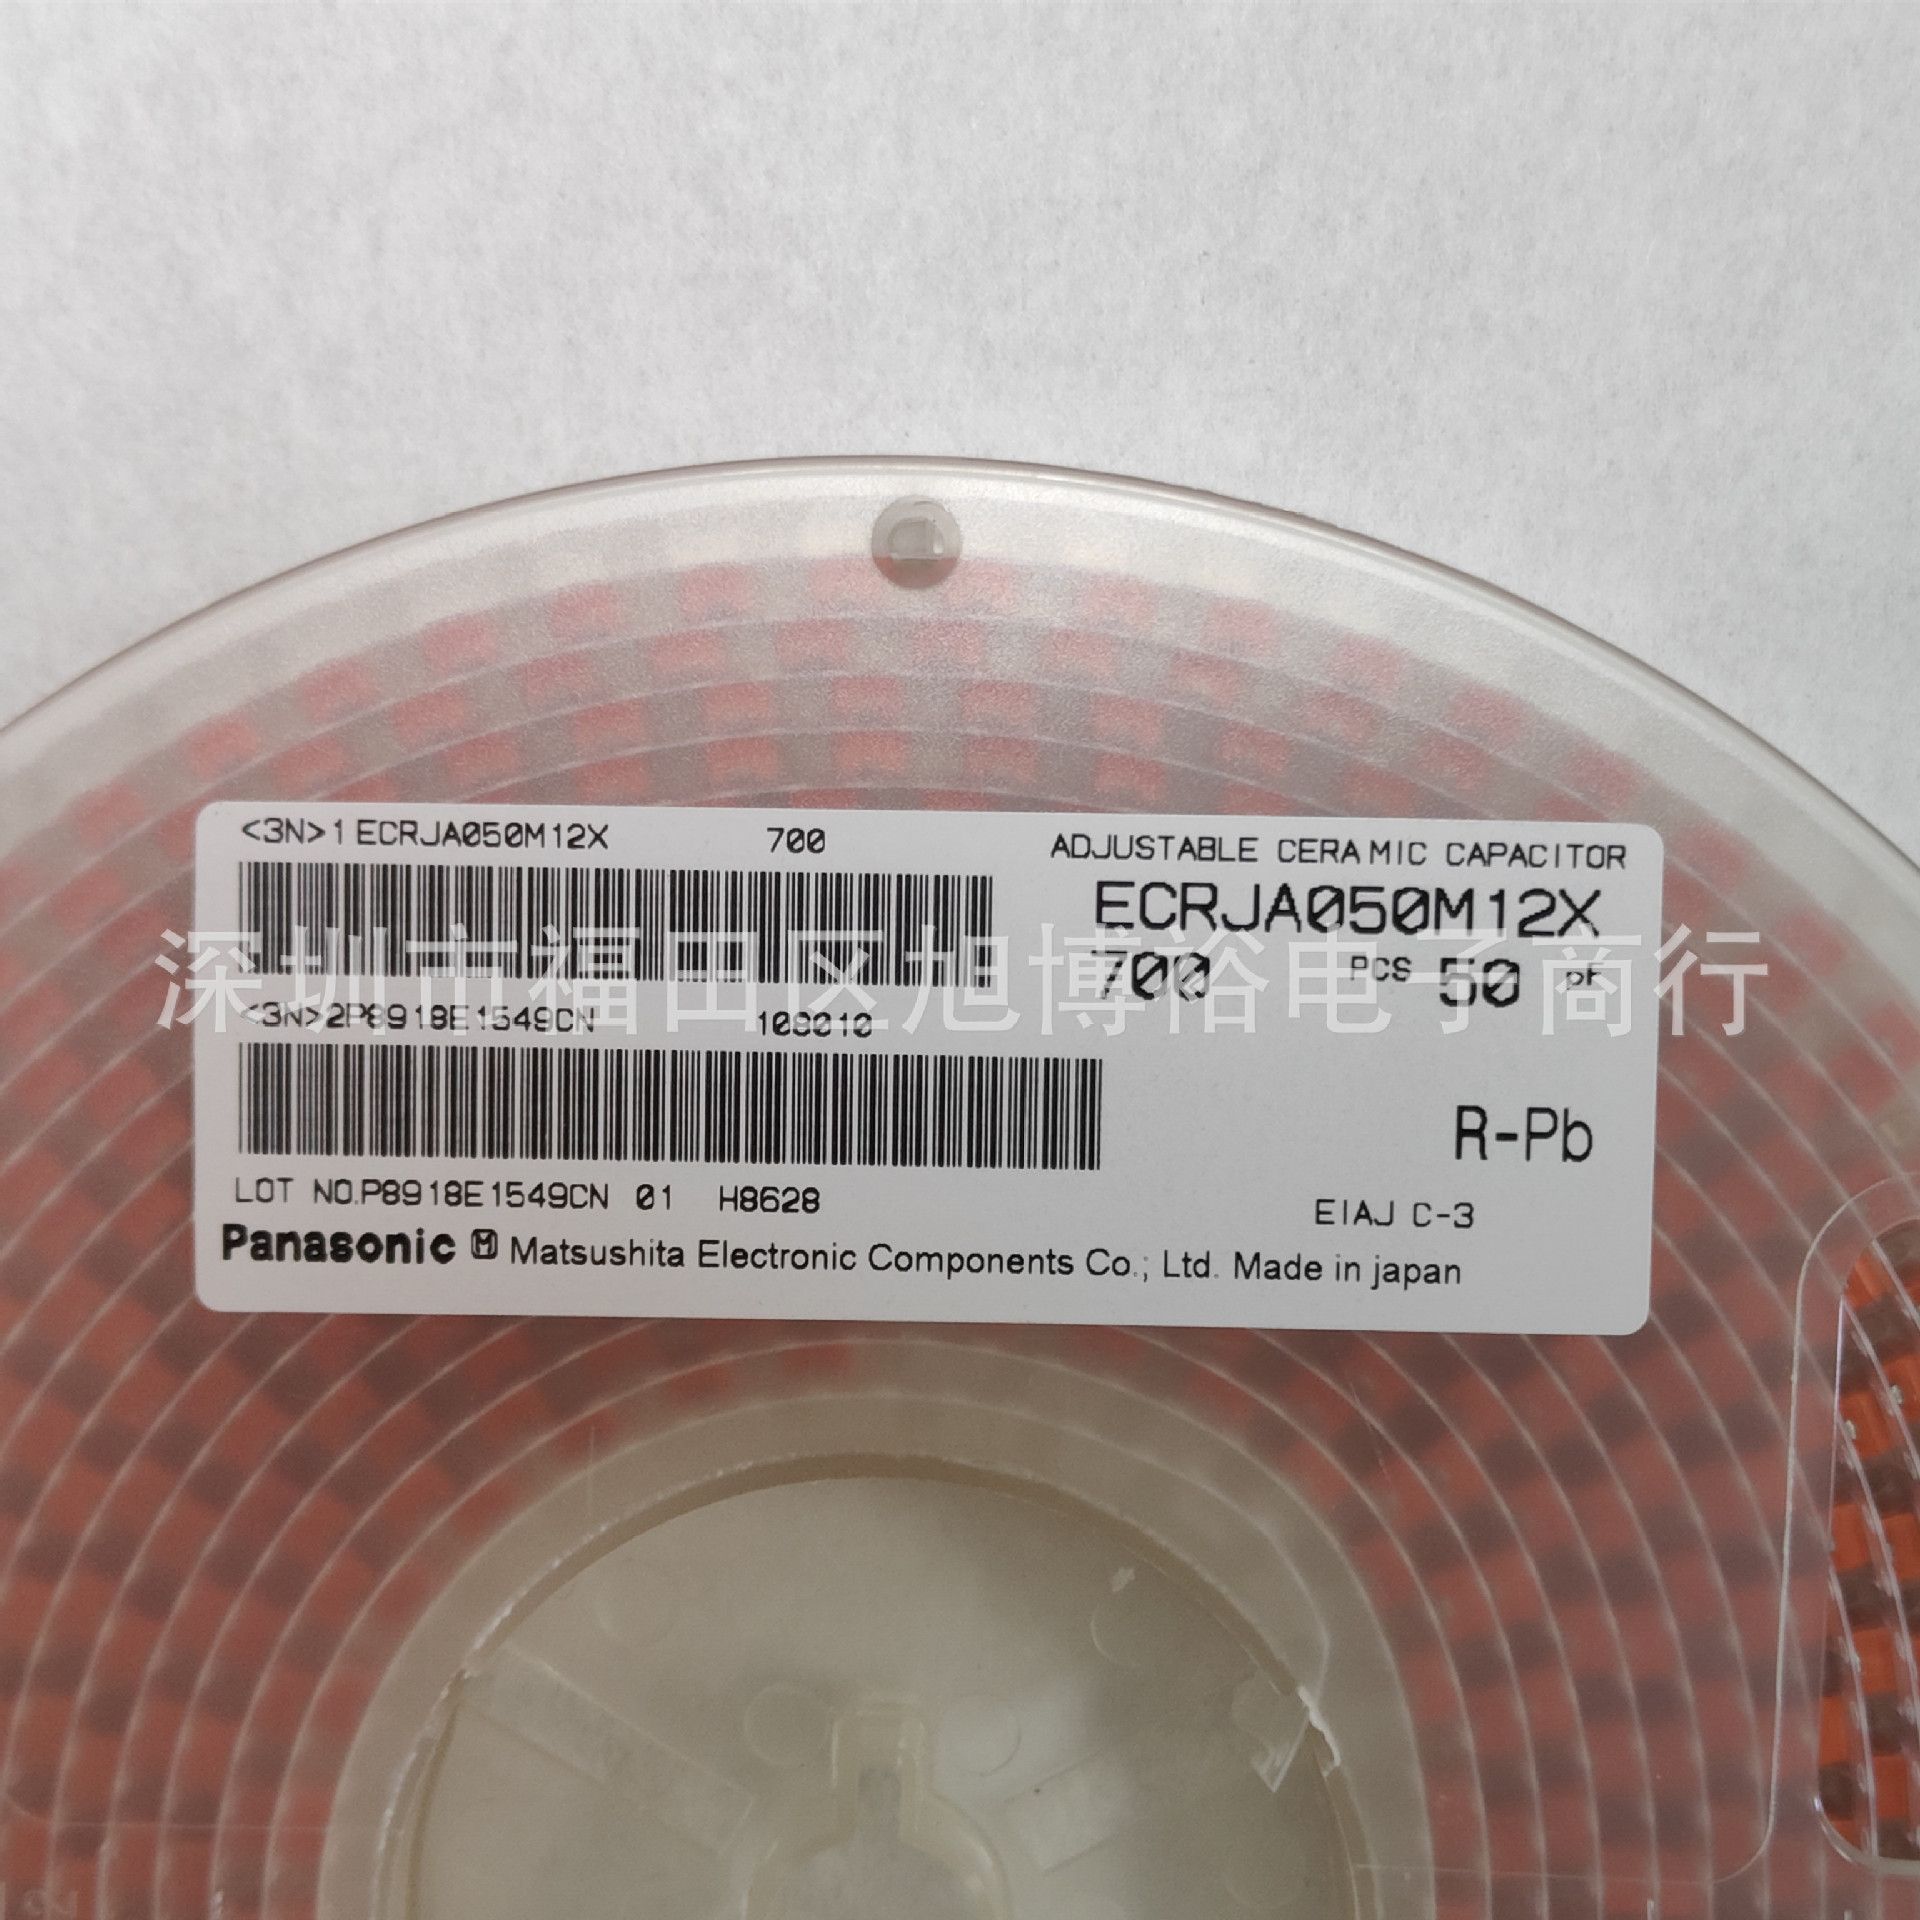 <3N>1 ECRJA050M12X 700
ADJUSTABLE CERAMIC CAPACITOR
ECRJA050M12X
700 PCS 50 pF
深圳市福田区旭博裕电子商行
<3N>2P8918E1549CN 109010
R-Pb
LOT NO.P8918E1549CN 01 H8628
EIAJ C-3
Panasonic M Matsushita Electronic Components Co.; Ltd. Made in japan